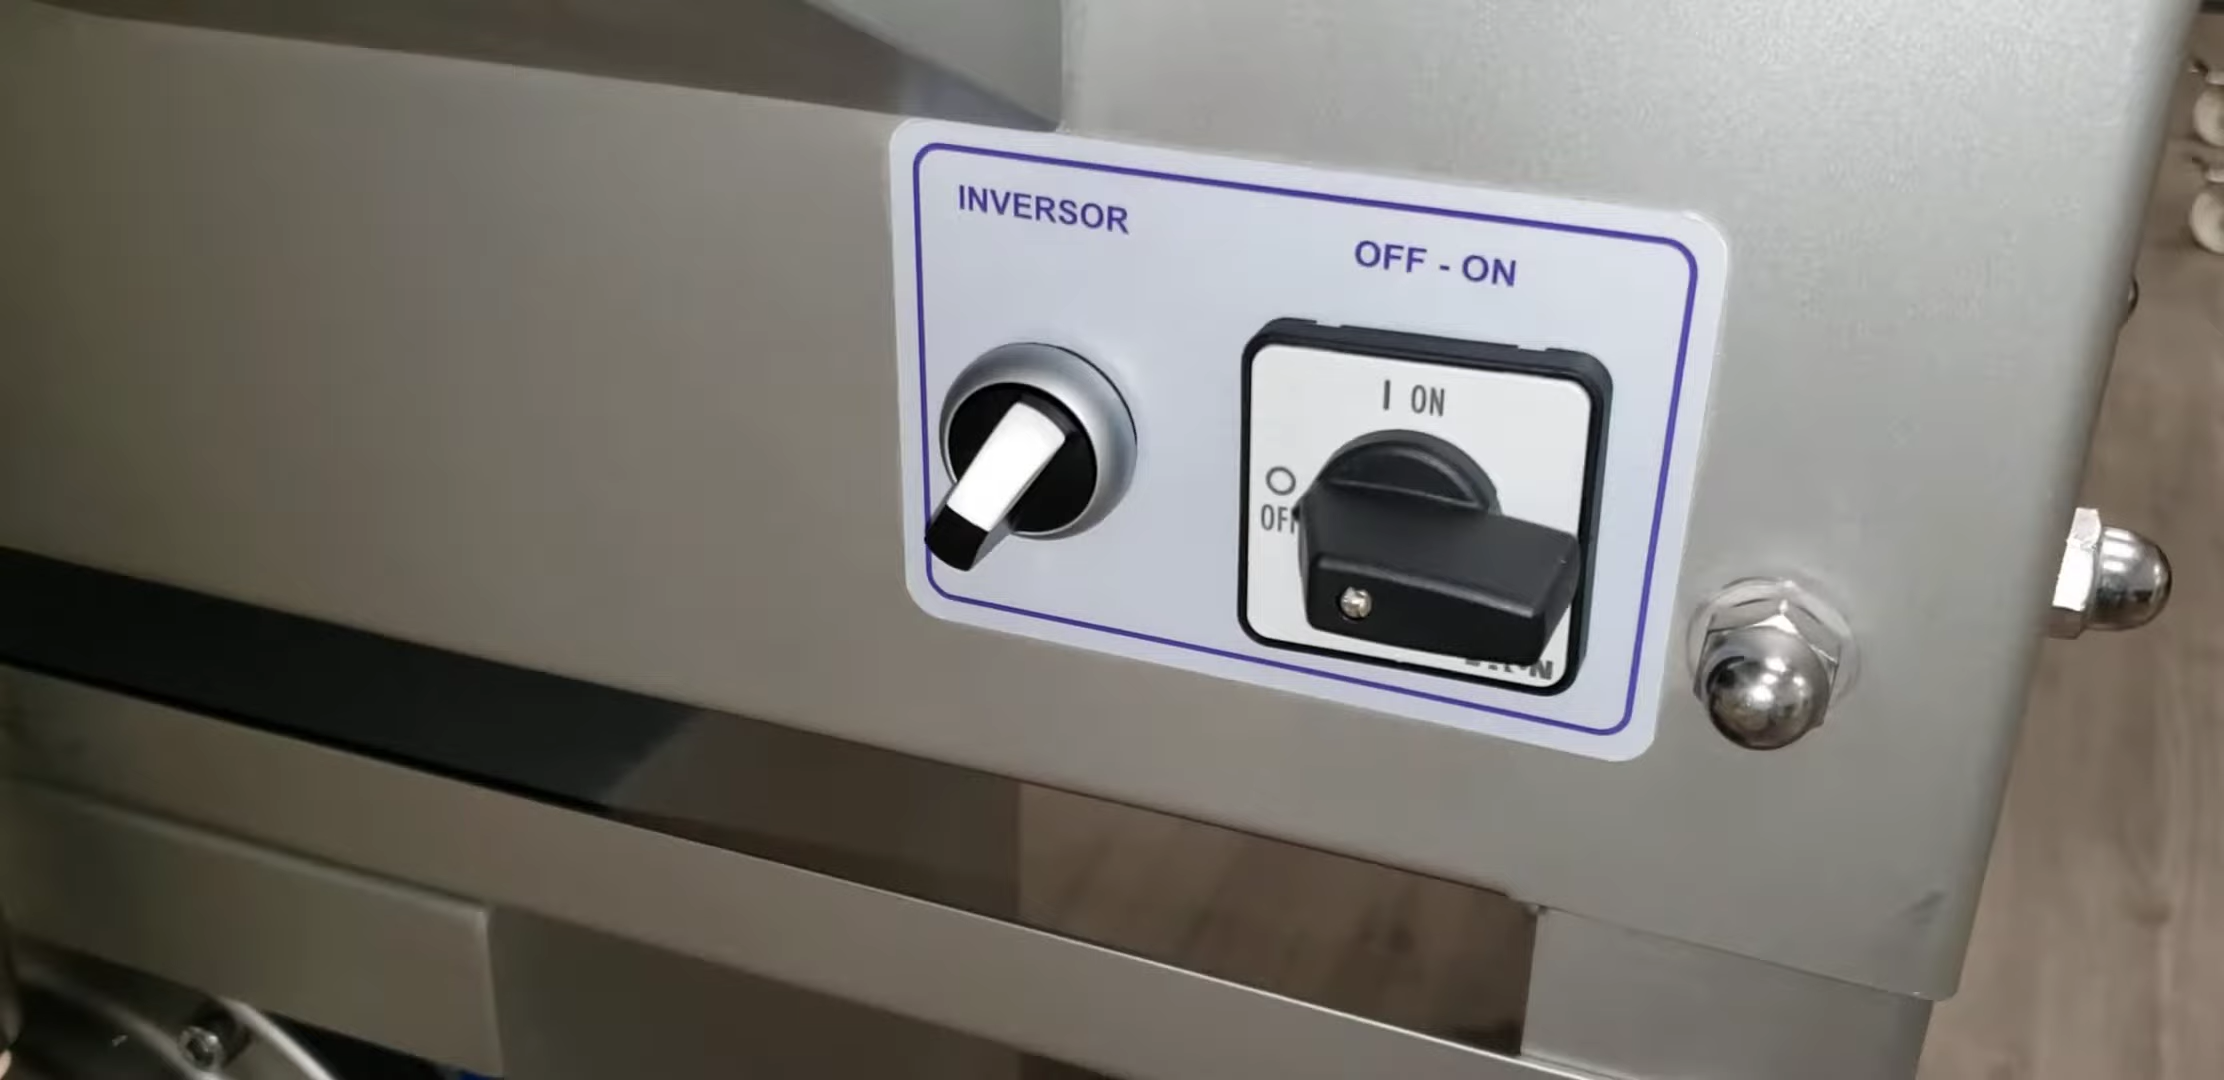 INVERSOR
OFF - ON
I ON
O
OFF